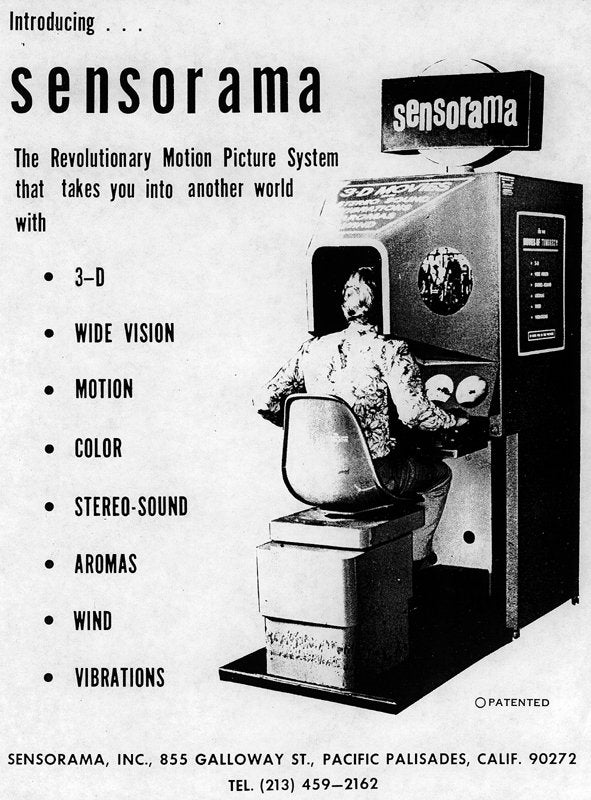 Introducing . . .
sensorama
The Revolutionary Motion Picture System
that takes you into another world
with
• 3–D
• WIDE VISION
• MOTION
• COLOR
• STEREO-SOUND
• AROMAS
• WIND
• VIBRATIONS
sensorama
3-D MOVIES
PATENTED
SENSORAMA, INC., 855 GALLOWAY ST., PACIFIC PALISADES, CALIF. 90272
TEL. (213) 459–2162